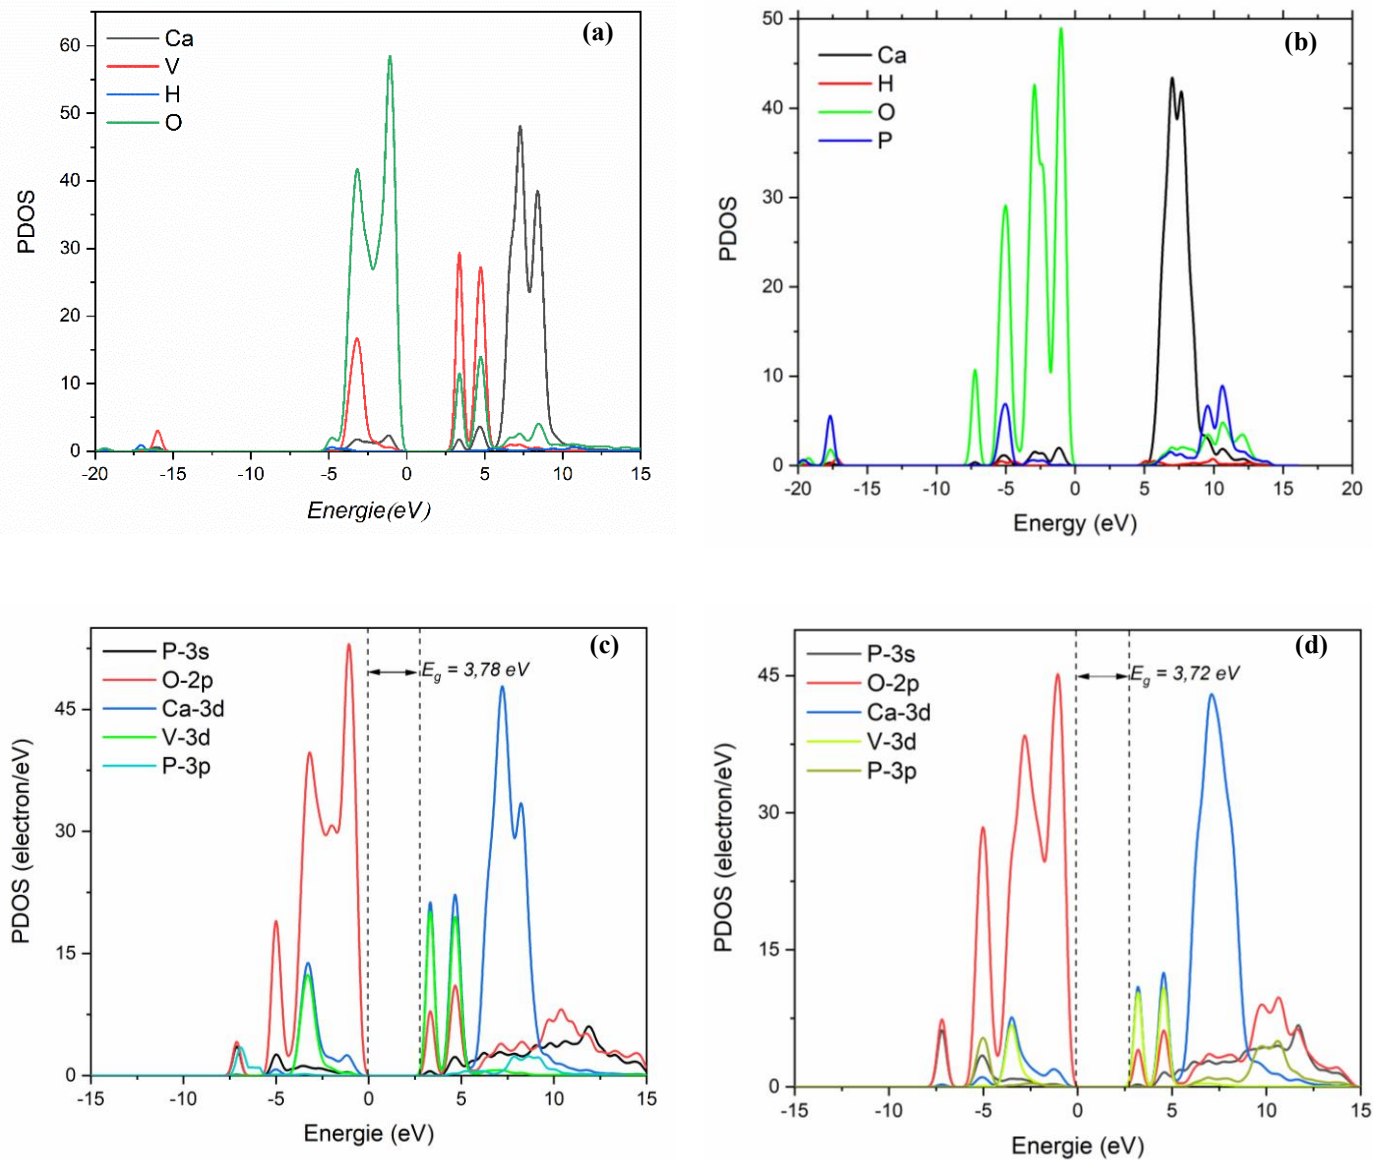 (a)
Ca
V
H
O
60
50
40
30
20
10
0
PDOS
-20
-15
-10
-5
0
5
10
15
Energie(eV)
(b)
Ca
H
O
P
50
40
30
20
10
0
PDOS
-20
-15
-10
-5
0
5
10
15
20
Energy (eV)
(c)
P-3s
O-2p
Ca-3d
V-3d
P-3p
Eg = 3,78 eV
45
30
15
0
PDOS (electron/eV)
-15
-10
-5
0
5
10
15
Energie (eV)
(d)
P-3s
O-2p
Ca-3d
V-3d
P-3p
Eg = 3,72 eV
45
30
15
0
PDOS (electron/eV)
-15
-10
-5
0
5
10
15
Energie (eV)